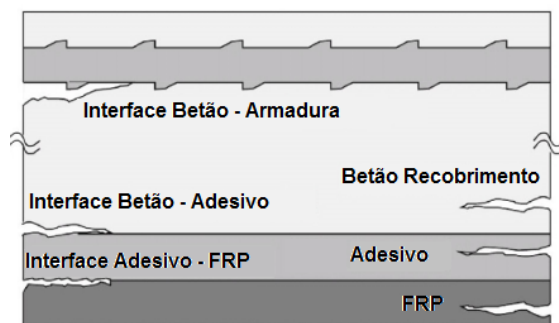 Interface Betão - Armadura
Betão Recobrimento
Interface Betão - Adesivo
Interface Adesivo - FRP
Adesivo
FRP